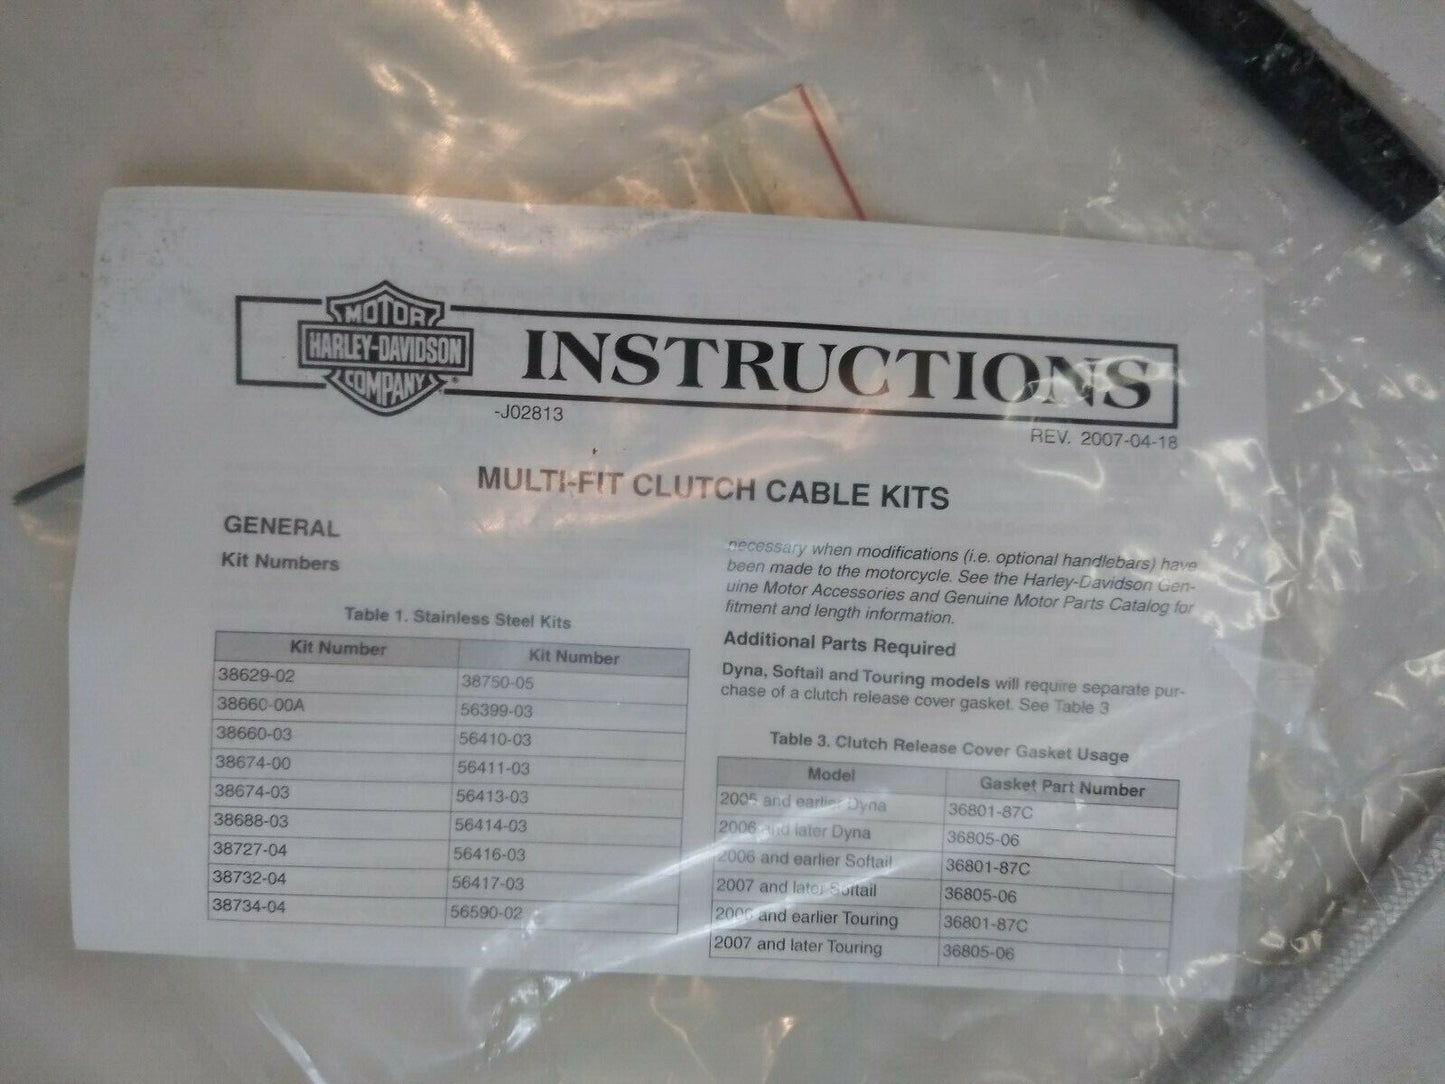 MOTOR
HARLEY-DAVIDSON
COMPANY
INSTRUCTIONS
-J02813
REV. 2007-04-18
MULTI-FIT CLUTCH CABLE KITS
GENERAL
Kit Numbers
Table 1. Stainless Steel Kits
Kit Number Kit Number
38629-02 38750-05
38660-00A 56399-03
38660-03 56410-03
38674-00 56411-03
38674-03 56413-03
38688-03 56414-03
38727-04 56416-03
38732-04 56417-03
38734-04 56590-02
necessary when modifications (i.e. optional handlebars) have
been made to the motorcycle. See the Harley-Davidson Gen-
uine Motor Accessories and Genuine Motor Parts Catalog for
fitment and length information.
Additional Parts Required
Dyna, Softail and Touring models will require separate pur-
chase of a clutch release cover gasket. See Table 3
Table 3. Clutch Release Cover Gasket Usage
Model Gasket Part Number
2005 and earlier Dyna 36801-87C
2006 and later Dyna 36805-06
2006 and earlier Softail 36801-87C
2007 and later Softail 36805-06
2006 and earlier Touring 36801-87C
2007 and later Touring 36805-06